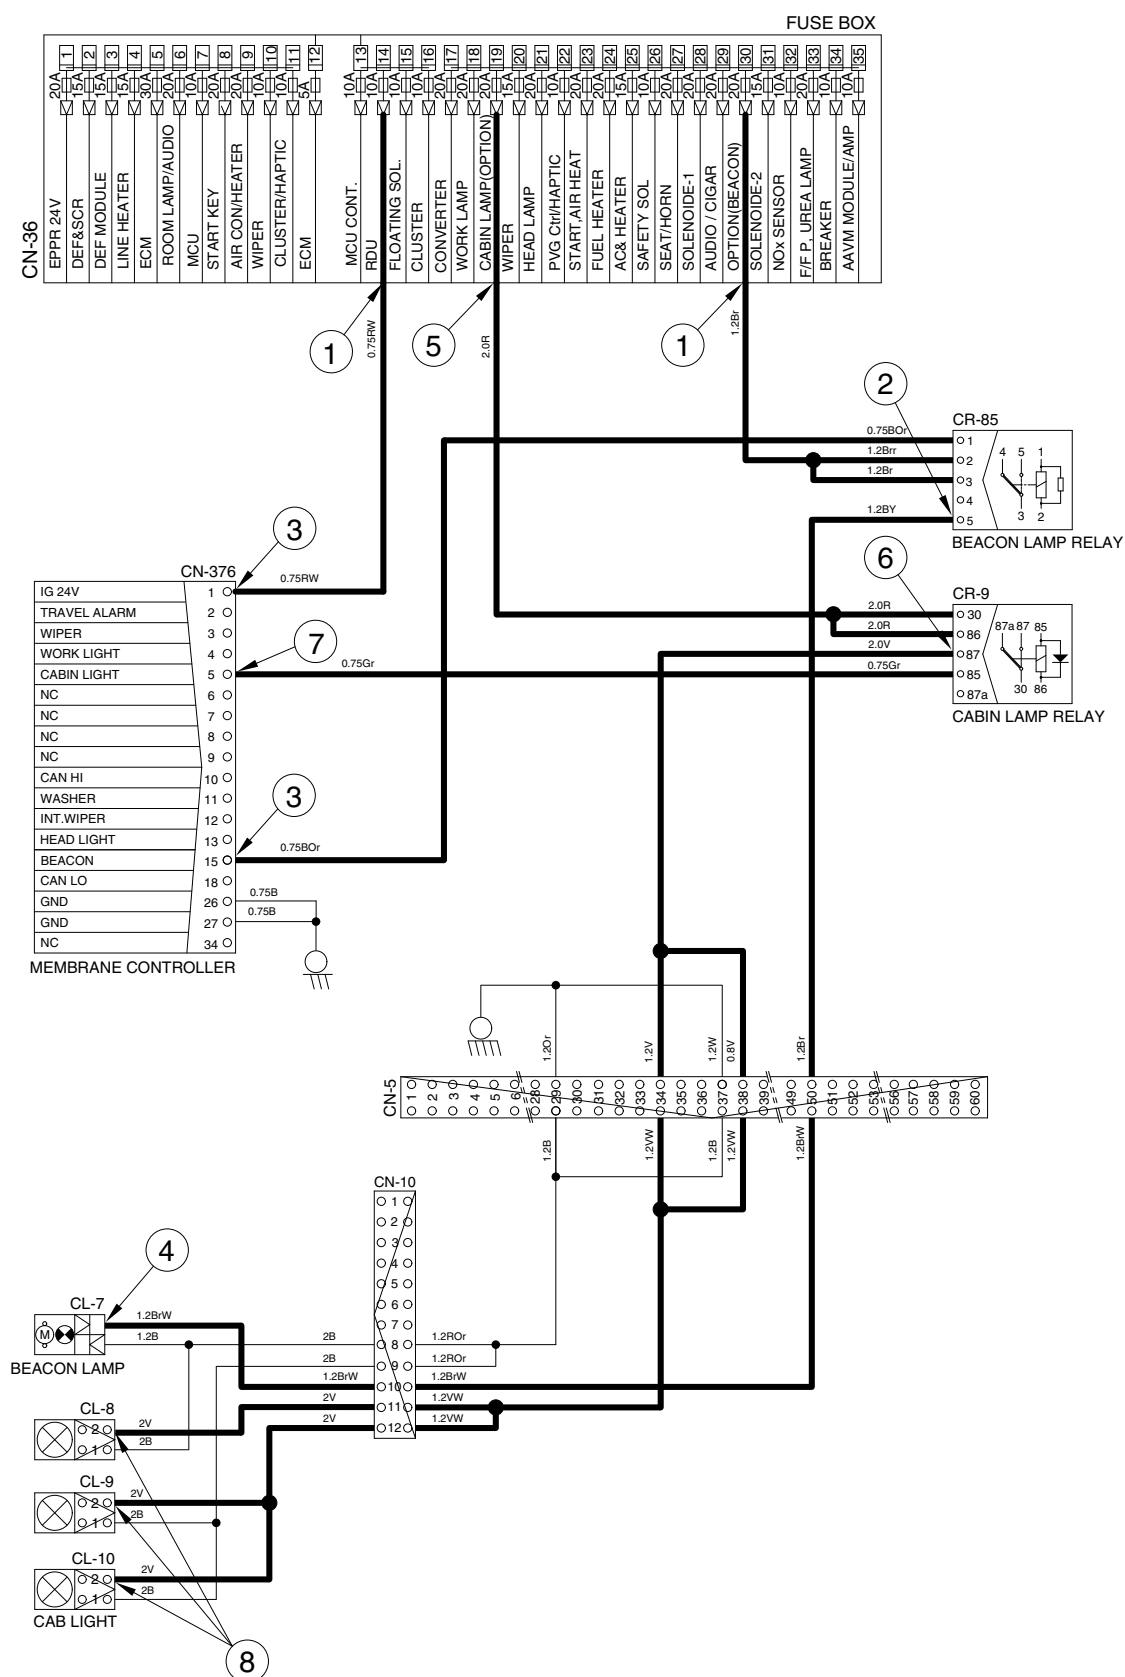 FUSE BOX
CN-36
1 2 3 4 5 6 7 8 9 10 11 12 13 14 15 16 17 18 19 20 21 22 23 24 25 26 27 28 29 30 31 32 33 34 35
20A 15A 15A 15A 30A 20A 10A 20A 20A 10A 10A 5A 10A 10A 10A 10A 20A 20A 20A 15A 20A 10A 10A 20A 15A 10A 20A 20A 20A 20A 15A 10A 20A 10A 10A
EPPR 24V
DEF&SCR
DEF MODULE
LINE HEATER
ECM
ROOM LAMP/AUDIO
MCU
START KEY
AIR CON/HEATER
WIPER
CLUSTER/HAPTIC
ECM
MCU CONT.
RDU
FLOATING SOL.
CLUSTER
CONVERTER
WORK LAMP
CABIN LAMP(OPTION)
WIPER
HEAD LAMP
PVG Ctrl/HAPTIC
START,AIR HEAT
FUEL HEATER
AC& HEATER
SAFETY SOL
SEAT/HORN
SOLENOIDE-1
AUDIO / CIGAR
OPTION(BEACON)
SOLENOIDE-2
NOx SENSOR
F/F P, UREA LAMP
BREAKER
AAVM MODULE/AMP
1
0.75RW
5
2.0R
1
1.2Br
2
CR-85
0.75BOr 1
1.2Brr 2
1.2Br 3
4
1.2BY 5
4 5 1
3 2
BEACON LAMP RELAY
3
6
CR-9
2.0R 30
2.0R 86
2.0V 87
0.75Gr 85
87a
87a 87 85
30 86
CABIN LAMP RELAY
CN-376
IG 24V 1 0.75RW
TRAVEL ALARM 2
WIPER 3
WORK LIGHT 4
7
CABIN LIGHT 5 0.75Gr
NC 6
NC 7
NC 8
NC 9
CAN HI 10
WASHER 11
3
INT.WIPER 12
HEAD LIGHT 13
BEACON 15 0.75BOr
CAN LO 18
GND 26 0.75B
GND 27 0.75B
NC 34
MEMBRANE CONTROLLER
1.2Or 1.2V 1.2W 0.8V 1.2Br
CN-5
1 2 3 4 5 6 28 29 30 31 32 33 34 35 36 37 38 39 49 50 51 52 53 56 57 58 59 60
1.2B 1.2VW 1.2B 1.2VW 1.2BrW
CN-10
1
2
3
4
5
6
7
2B 8 1.2ROr
2B 9 1.2ROr
1.2BrW 10 1.2BrW
2V 11 1.2VW
2V 12 1.2VW
4
CL-7
1.2BrW
M
1.2B
BEACON LAMP
CL-8
2 2V
1 2B
CL-9
2 2V
1 2B
CL-10
2 2V
1 2B
CAB LIGHT
8